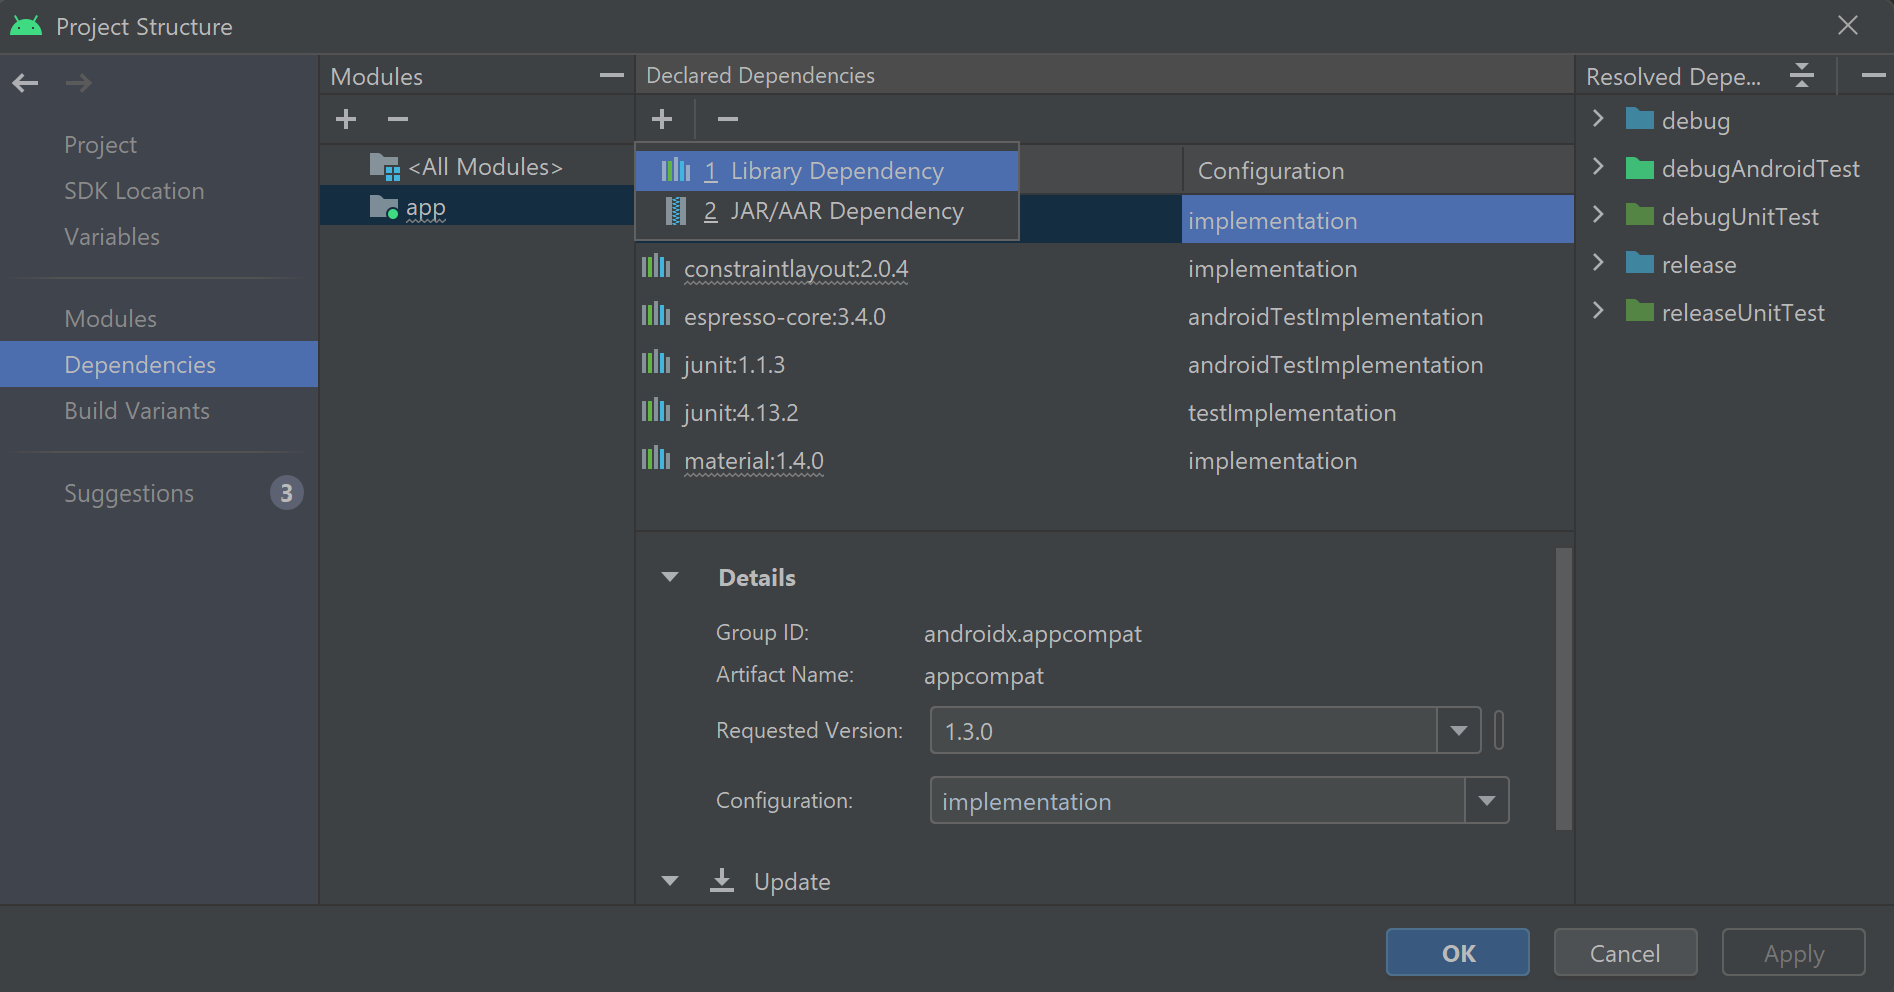 Project Structure
Project
SDK Location
Variables
Modules
Dependencies
Build Variants
Suggestions 3
Modules
<All Modules>
app
Declared Dependencies
1 Library Dependency
2 JAR/AAR Dependency
Configuration
implementation
constraintlayout:2.0.4 implementation
espresso-core:3.4.0 androidTestImplementation
junit:1.1.3 androidTestImplementation
junit:4.13.2 testImplementation
material:1.4.0 implementation
Details
Group ID: androidx.appcompat
Artifact Name: appcompat
Requested Version: 1.3.0
Configuration: implementation
Update
Resolved Depe...
debug
debugAndroidTest
debugUnitTest
release
releaseUnitTest
OK Cancel Apply